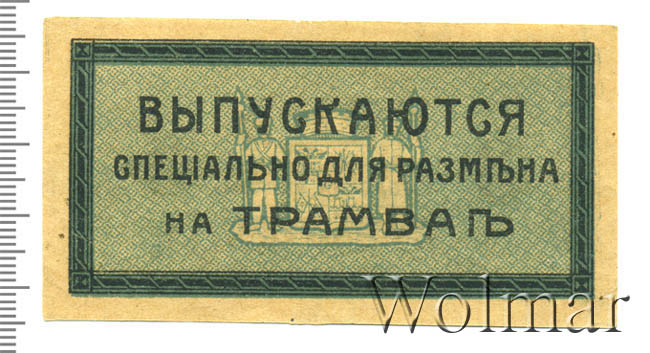 ВЫПУСКАЮТСЯ
СПЕЦІАЛЬНО ДЛЯ РАЗМѢНА
НА ТРАМВАѢ
Wolmar